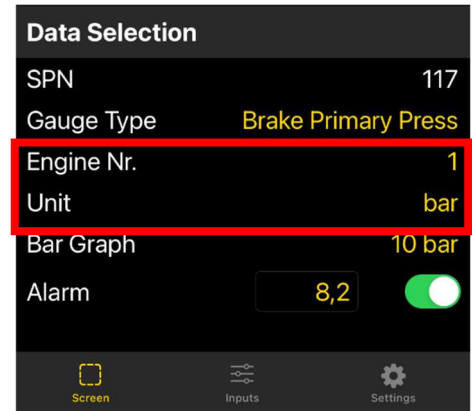 Data Selection
SPN 117
Gauge Type Brake Primary Press
Engine Nr. 1
Unit bar
Bar Graph 10 bar
Alarm 8,2
Screen Inputs Settings